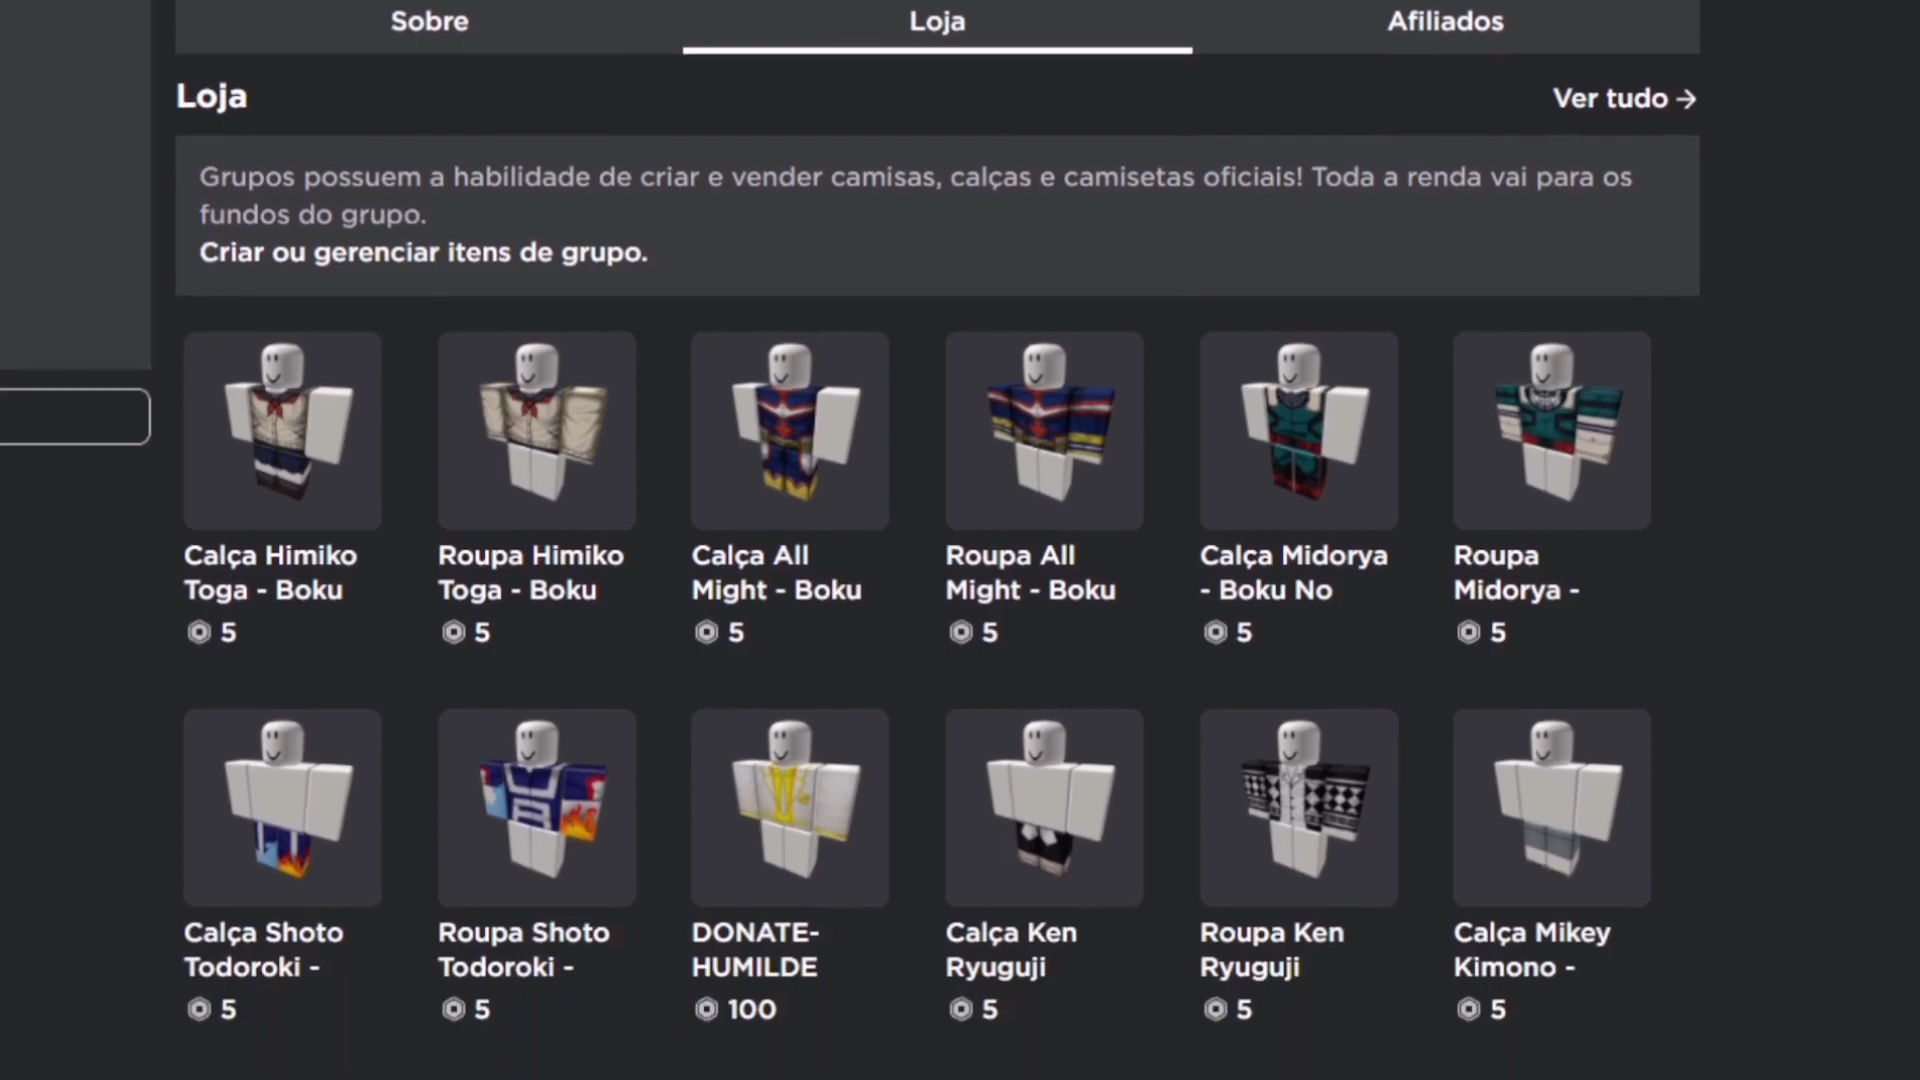 Sobre
Loja
Afiliados
Loja
Ver tudo →
Grupos possuem a habilidade de criar e vender camisas, calças e camisetas oficiais! Toda a renda vai para os
fundos do grupo.
Criar ou gerenciar itens de grupo.
Calça Himiko
Toga - Boku
5
Roupa Himiko
Toga - Boku
5
Calça All
Might - Boku
5
Roupa All
Might - Boku
5
Calça Midorya
- Boku No
5
Roupa
Midorya -
5
Calça Shoto
Todoroki -
5
Roupa Shoto
Todoroki -
5
DONATE-
HUMILDE
100
Calça Ken
Ryuguji
5
Roupa Ken
Ryuguji
5
Calça Mikey
Kimono -
5